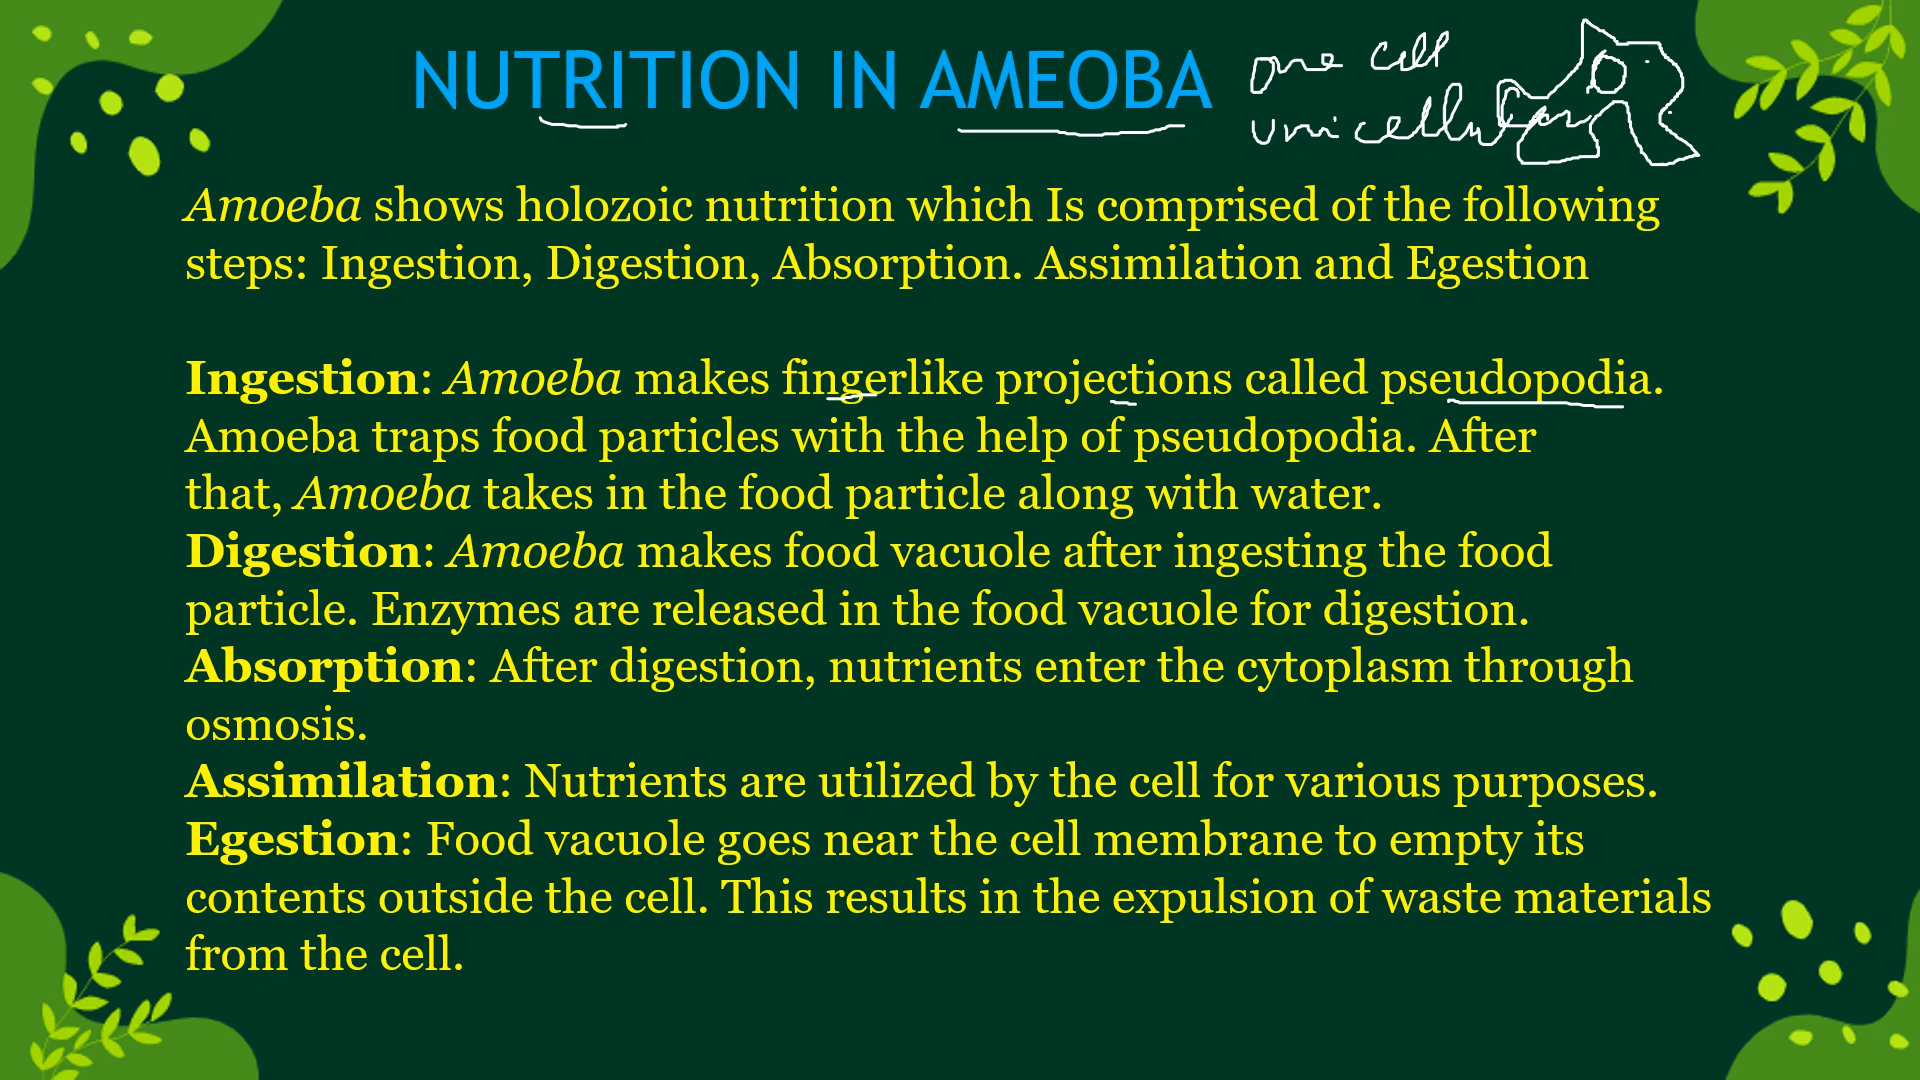 NUTRITION IN AMEOBA
one cell
unicellular
Amoeba shows holozoic nutrition which Is comprised of the following
steps: Ingestion, Digestion, Absorption. Assimilation and Egestion
Ingestion: Amoeba makes fingerlike projections called pseudopodia.
Amoeba traps food particles with the help of pseudopodia. After
that, Amoeba takes in the food particle along with water.
Digestion: Amoeba makes food vacuole after ingesting the food
particle. Enzymes are released in the food vacuole for digestion.
Absorption: After digestion, nutrients enter the cytoplasm through
osmosis.
Assimilation: Nutrients are utilized by the cell for various purposes.
Egestion: Food vacuole goes near the cell membrane to empty its
contents outside the cell. This results in the expulsion of waste materials
from the cell.